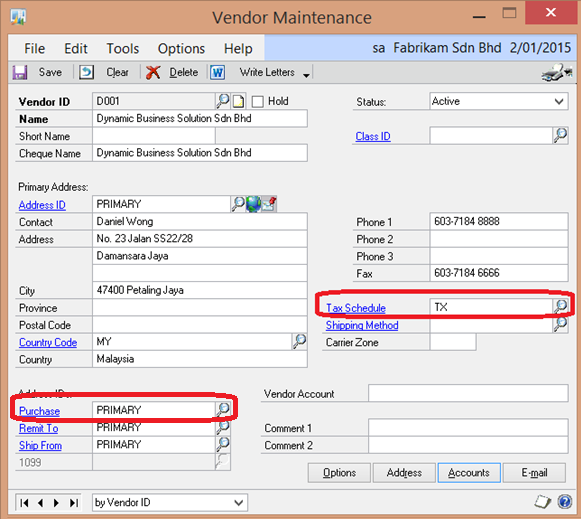 Vendor Maintenance
File Edit Tools Options Help sa Fabrikam Sdn Bhd 2/01/2015
Save Clear Delete Write Letters
Vendor ID D001 Hold Status: Active
Name Dynamic Business Solution Sdn Bhd
Short Name Class ID
Cheque Name Dynamic Business Solution Sdn Bhd
Primary Address:
Address ID PRIMARY
Contact Daniel Wong Phone 1 603-7184 8888
Address No. 23 Jalan SS22/28 Phone 2
Damansara Jaya Phone 3
Fax 603-7184 6666
City 47400 Petaling Jaya
Province Tax Schedule TX
Postal Code Shipping Method
Country Code MY Carrier Zone
Country Malaysia
Address IDs: Vendor Account
Purchase PRIMARY
Remit To PRIMARY Comment 1
Ship From PRIMARY Comment 2
1099
Options Address Accounts E-mail
by Vendor ID